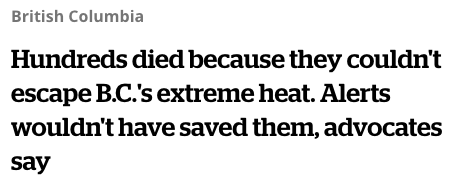 British Columbia
Hundreds died because they couldn't
escape B.C.'s extreme heat. Alerts
wouldn't have saved them, advocates
say